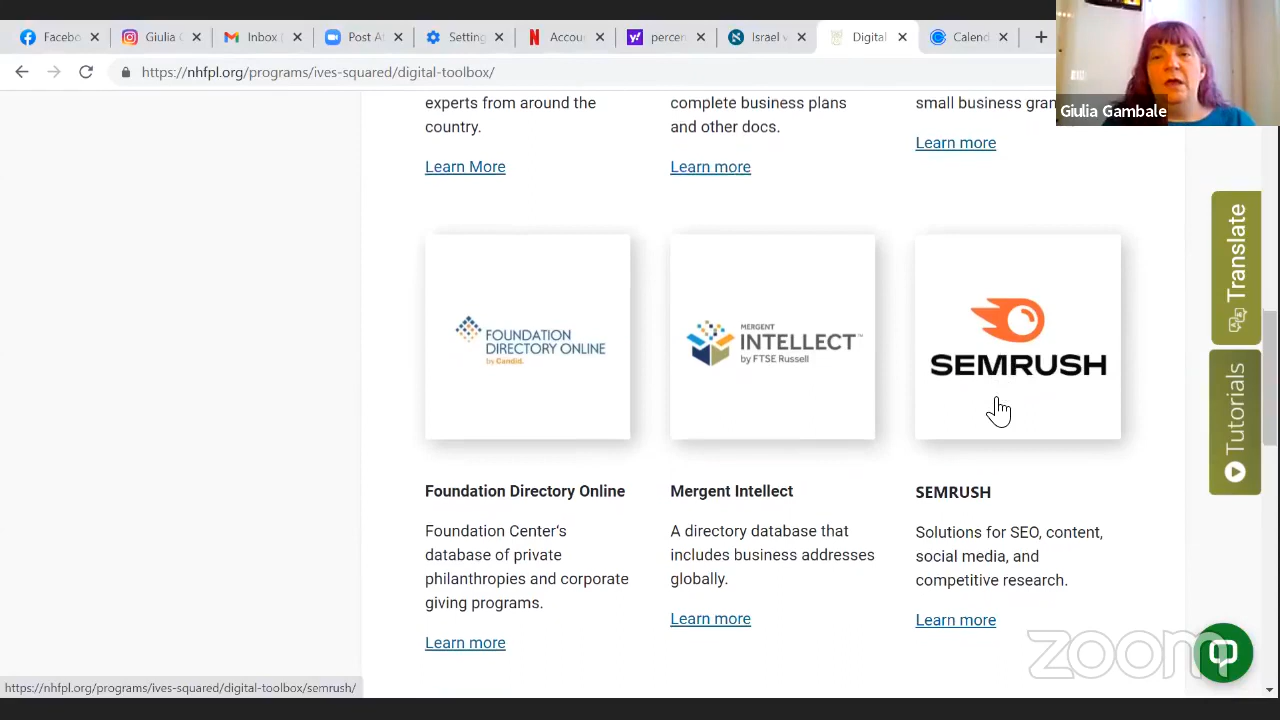 Facebo
Giulia G
Inbox (
Post At
Setting
Accou
percen
Israel v
Digital
Calend
https://nhfpl.org/programs/ives-squared/digital-toolbox/
Giulia Gambale
experts from around the
country.
Learn More
complete business plans
and other docs.
Learn more
small business gran
Learn more
Translate
Tutorials
FOUNDATION
DIRECTORY ONLINE
by Candid.
MERGENT
INTELLECT™
by FTSE Russell
SEMRUSH
Foundation Directory Online
Foundation Center's
database of private
philanthropies and corporate
giving programs.
Learn more
Mergent Intellect
A directory database that
includes business addresses
globally.
Learn more
SEMRUSH
Solutions for SEO, content,
social media, and
competitive research.
Learn more
zoom
https://nhfpl.org/programs/ives-squared/digital-toolbox/semrush/